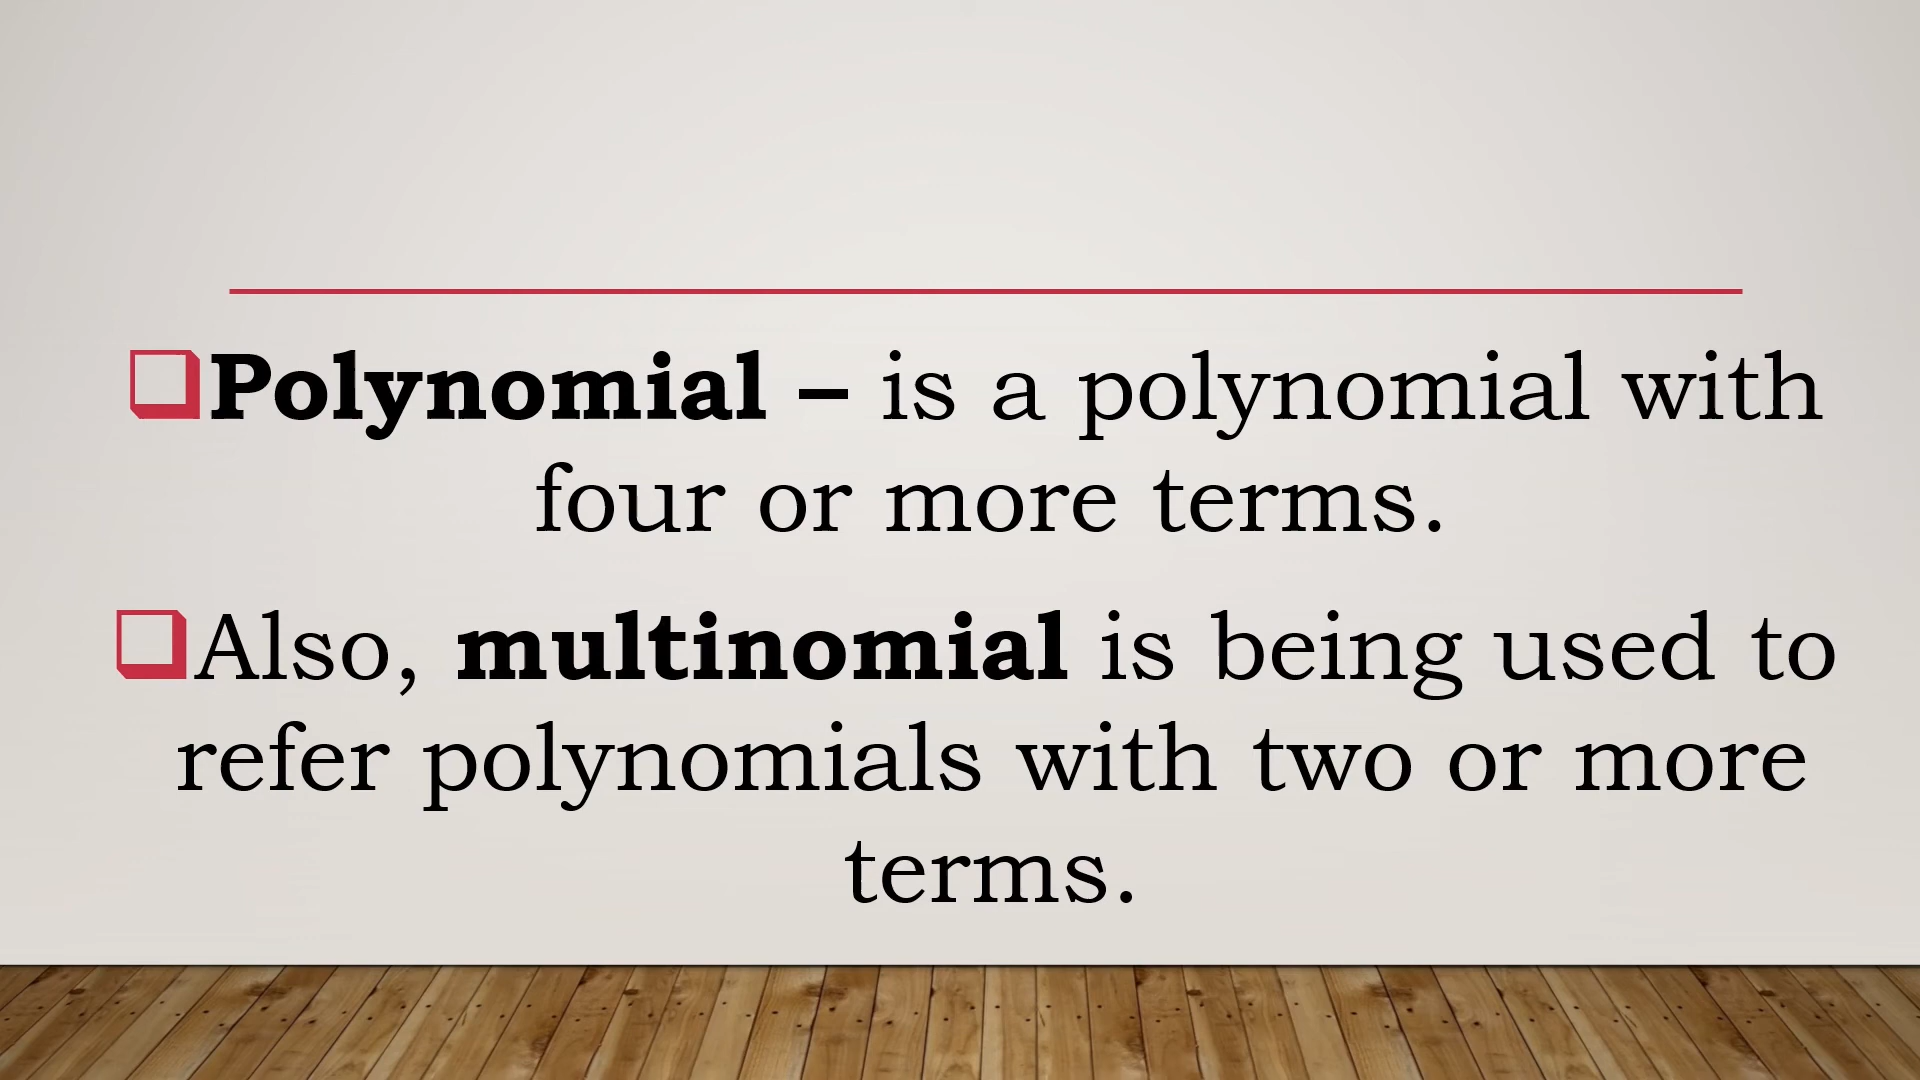 Polynomial – is a polynomial with
four or more terms.
Also, multinomial is being used to
refer polynomials with two or more
terms.